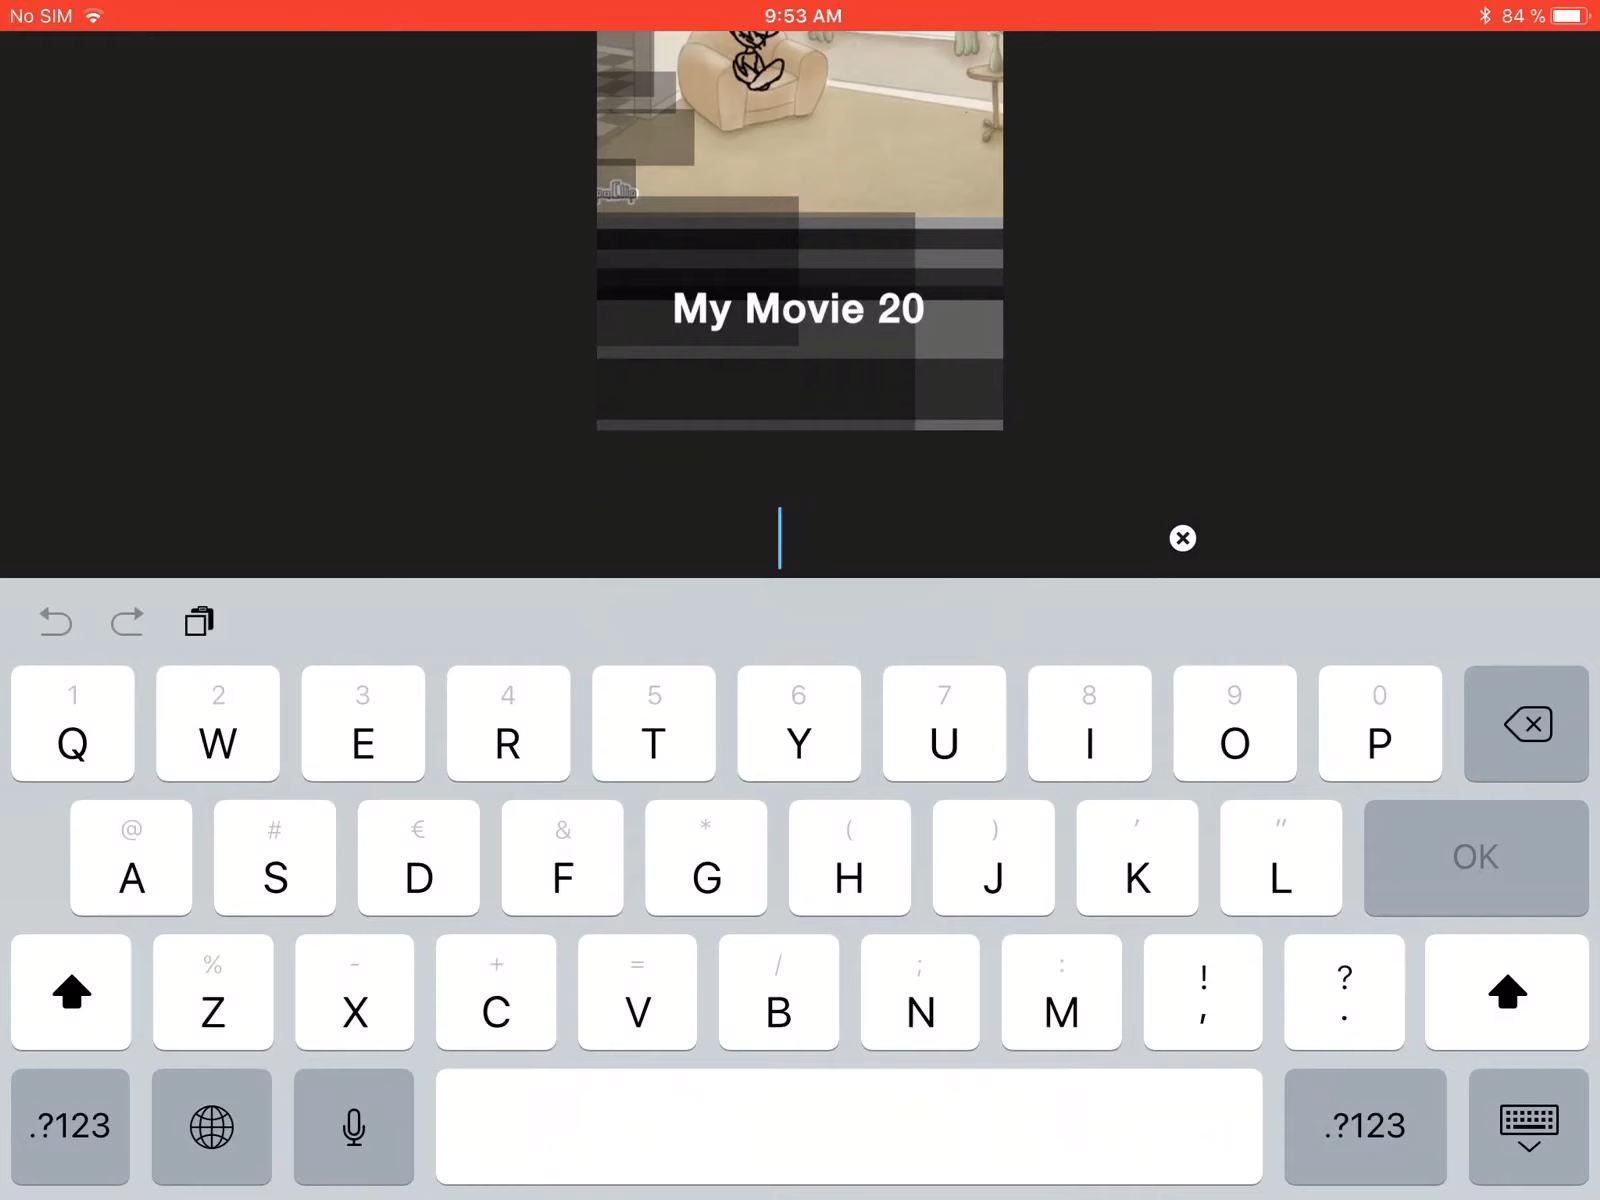 No SIM 9:53 AM 84 %
My Movie 20
1 2 3 4 5 6 7 8 9 0
Q W E R T Y U I O P
@ # € & * ( ) ' "
A S D F G H J K L OK
% - + = / ; : ! ?
Z X C V B N M , .
.?123 .?123